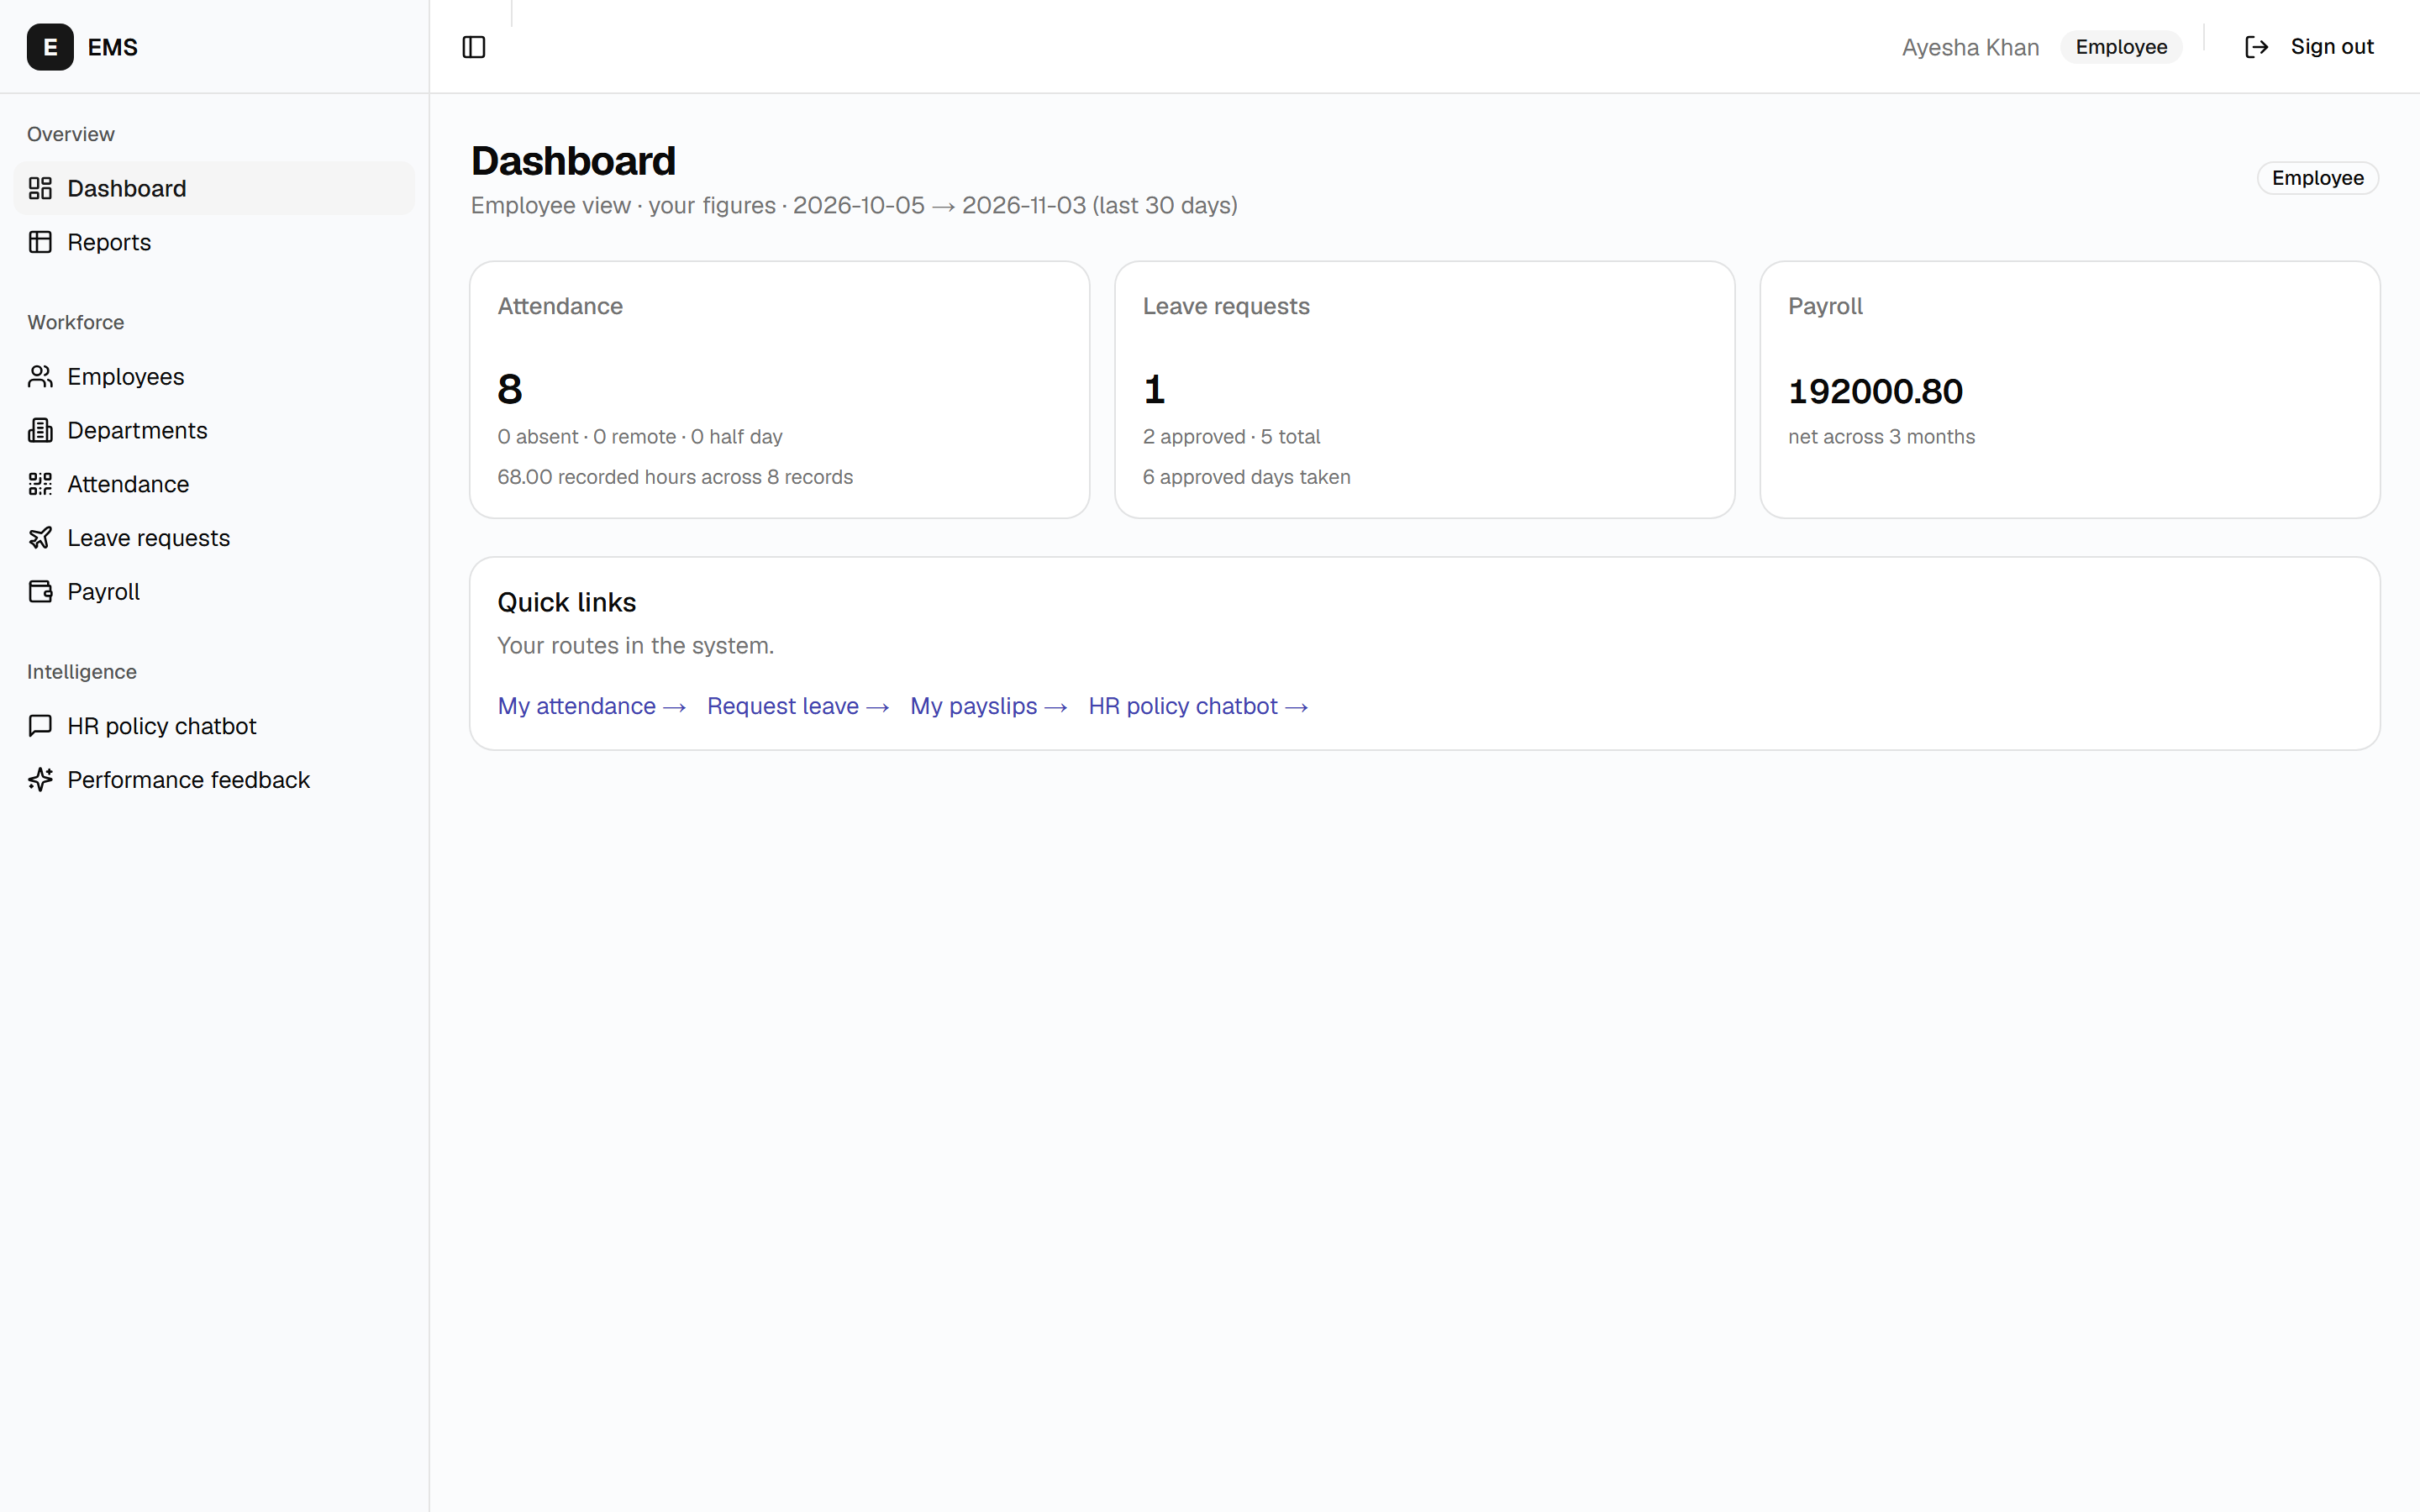 E EMS
Ayesha Khan Employee Sign out
Overview
Dashboard
Reports
Workforce
Employees
Departments
Attendance
Leave requests
Payroll
Intelligence
HR policy chatbot
Performance feedback
Dashboard
Employee view · your figures · 2026-10-05 → 2026-11-03 (last 30 days)
Employee
Attendance
8
0 absent · 0 remote · 0 half day
68.00 recorded hours across 8 records
Leave requests
1
2 approved · 5 total
6 approved days taken
Payroll
192000.80
net across 3 months
Quick links
Your routes in the system.
My attendance → Request leave → My payslips → HR policy chatbot →